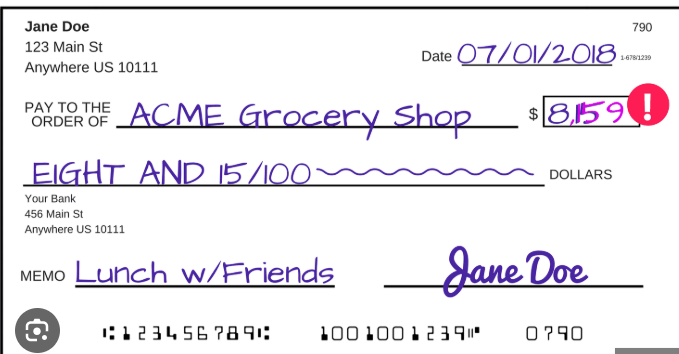 Jane Doe 790
123 Main St
Date 07/01/2018 1-678/1239
Anywhere US 10111
PAY TO THE
ORDER OF ACME Grocery Shop $ 8,159 !
EIGHT AND 15/100 DOLLARS
Your Bank
456 Main St
Anywhere US 10111
MEMO Lunch w/Friends Jane Doe
⑆123456789⑆ 1001001239⑈ 0790